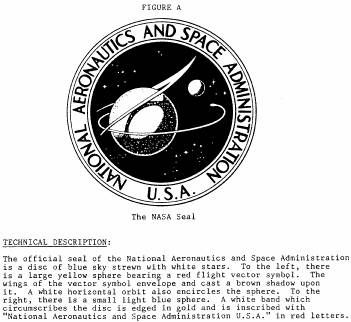 FIGURE A
NATIONAL AERONAUTICS AND SPACE ADMINISTRATION
U.S.A.
The NASA Seal
TECHNICAL DESCRIPTION:
The official seal of the National Aeronautics and Space Administration
is a disc of blue sky strewn with white stars. To the left, there
is a large yellow sphere bearing a red flight vector symbol. The
wings of the vector symbol envelope and cast a brown shadow upon
it. A white horizontal orbit also encircles the sphere. To the
right, there is a small light blue sphere. A white band which
circumscribes the disc is edged in gold and is inscribed with
"National Aeronautics and Space Administration U.S.A." in red letters.